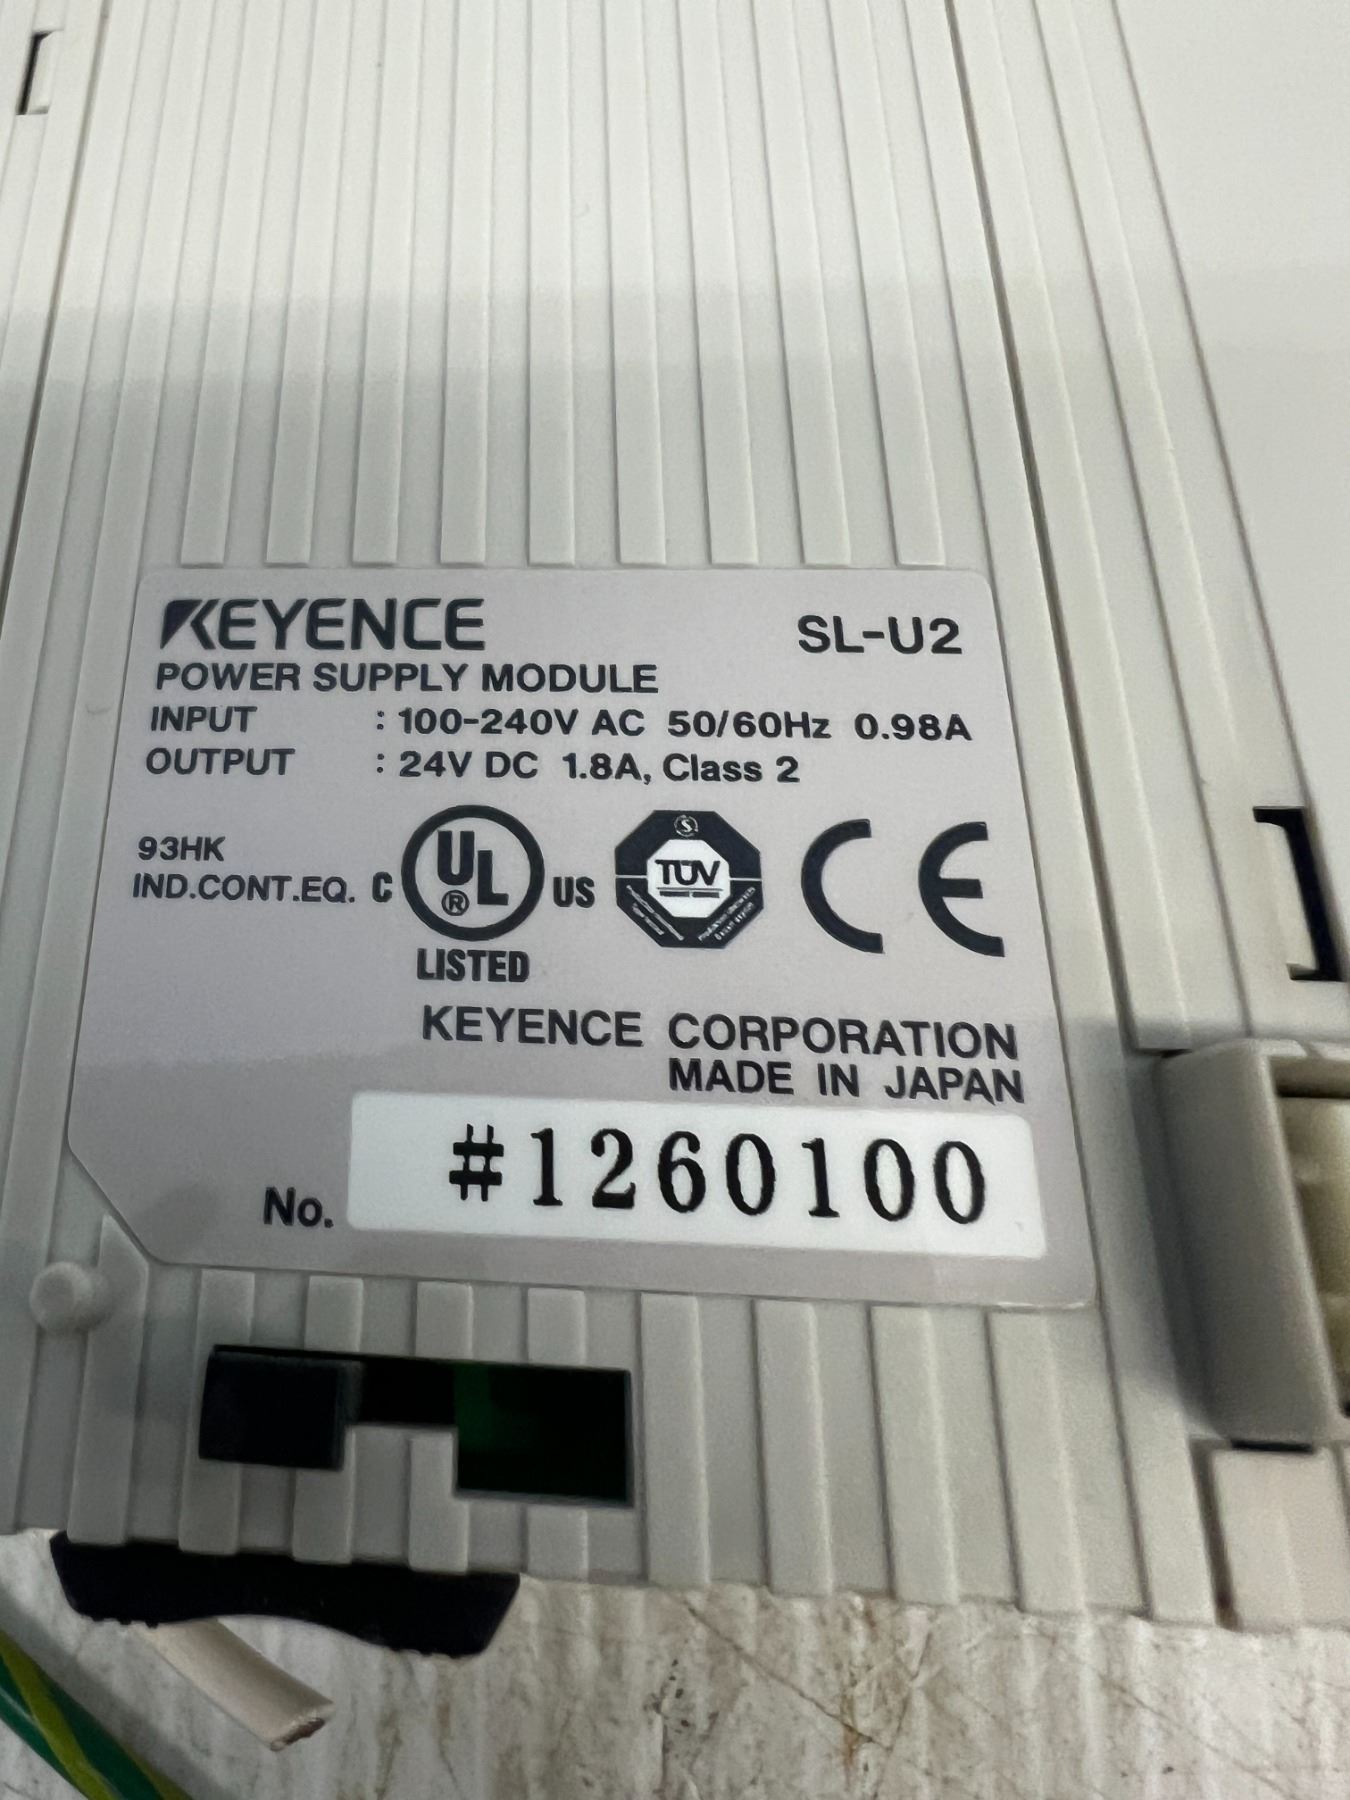 KEYENCE SL-U2
POWER SUPPLY MODULE
INPUT : 100-240V AC 50/60Hz 0.98A
OUTPUT : 24V DC 1.8A, Class 2
93HK
IND.CONT.EQ. C UL ® US
LISTED
S
TÜV
CE
KEYENCE CORPORATION
MADE IN JAPAN
No. #1260100